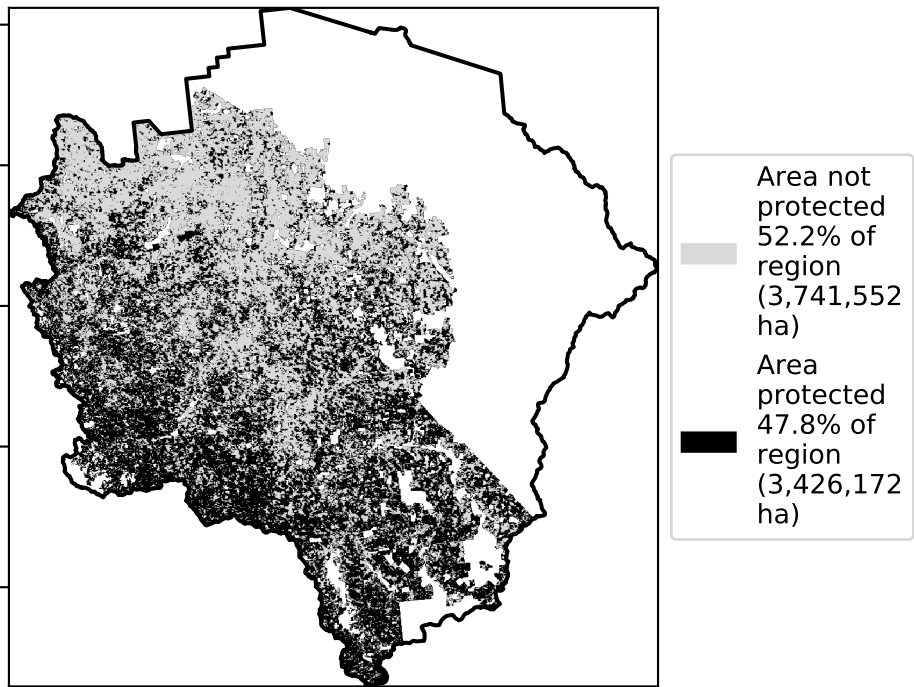 Area not
protected
52.2% of
region
(3,741,552
ha)
Area
protected
47.8% of
region
(3,426,172
ha)